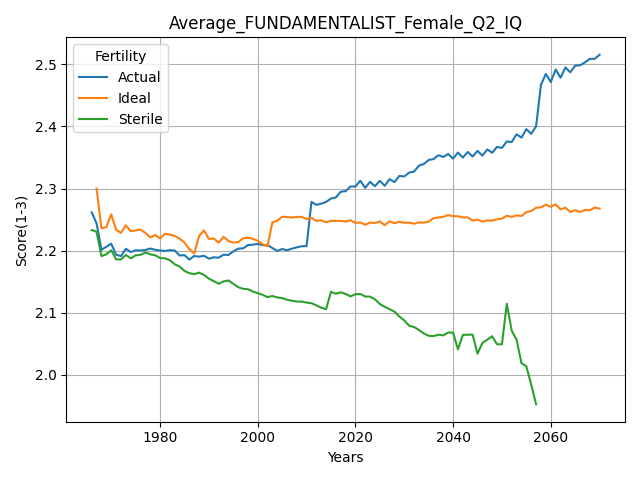 Average_FUNDAMENTALIST_Female_Q2_IQ
Fertility
Actual
Ideal
Sterile
Score(1-3)
2.5
2.4
2.3
2.2
2.1
2.0
1980 2000 2020 2040 2060
Years